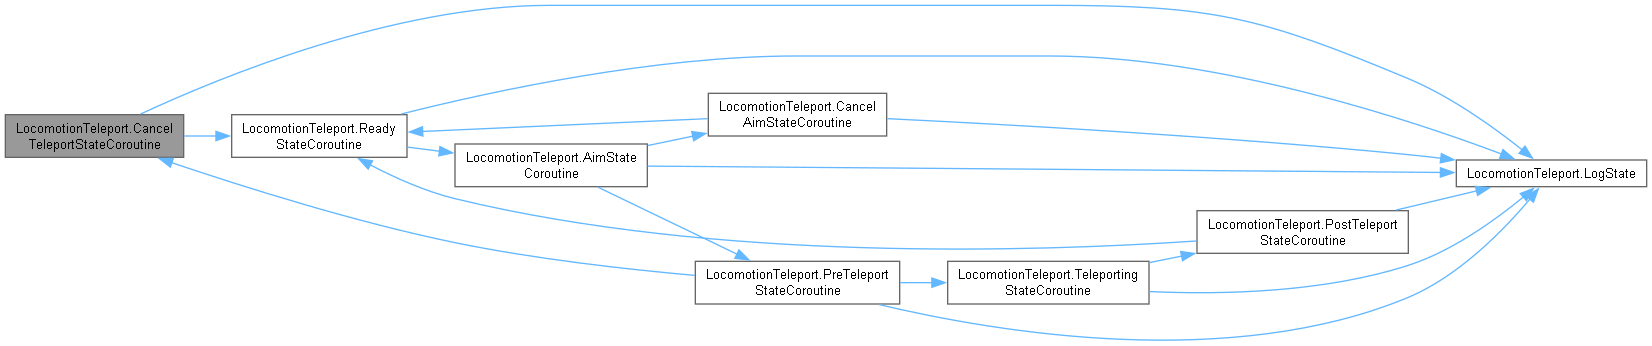 LocomotionTeleport.Cancel
TeleportStateCoroutine
LocomotionTeleport.Ready
StateCoroutine
LocomotionTeleport.AimState
Coroutine
LocomotionTeleport.Cancel
AimStateCoroutine
LocomotionTeleport.PreTeleport
StateCoroutine
LocomotionTeleport.Teleporting
StateCoroutine
LocomotionTeleport.PostTeleport
StateCoroutine
LocomotionTeleport.LogState